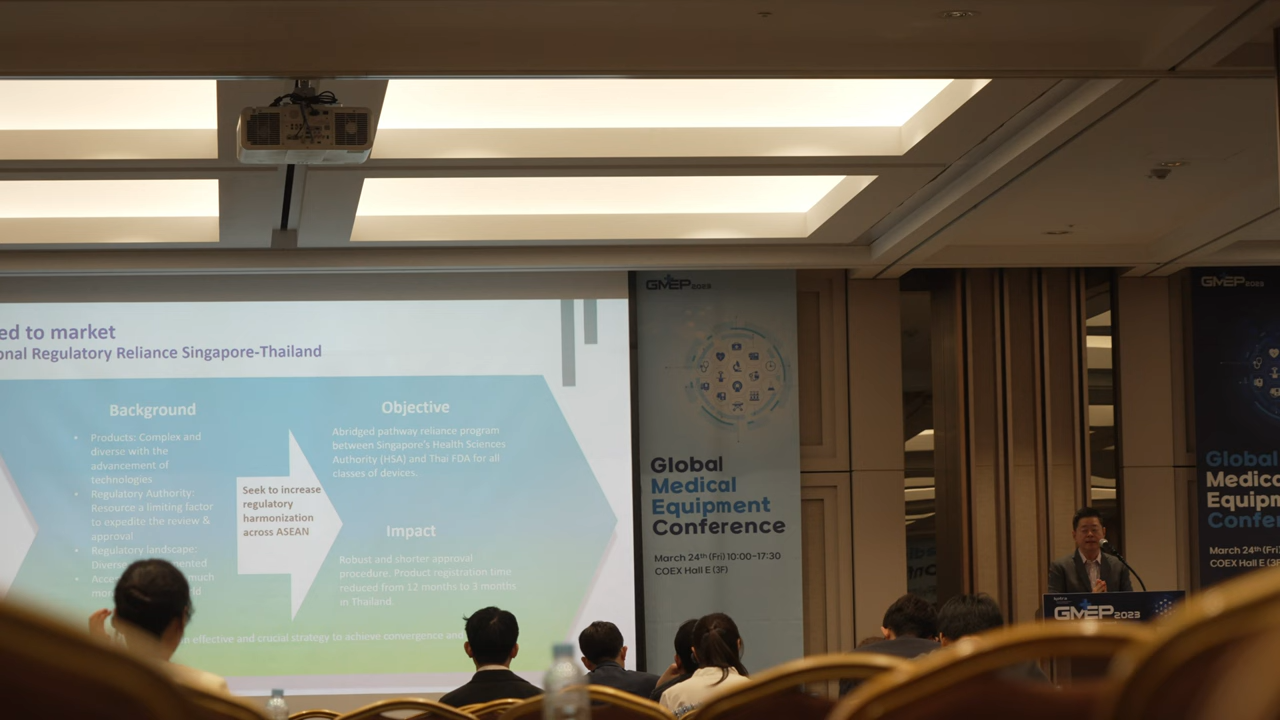 ed to market
onal Regulatory Reliance Singapore-Thailand
Background
• Products: Complex and
diverse with the
advancement of
technologies
• Regulatory Authority:
Resource a limiting factor
to expedite the review &
approval
• Regulatory landscape:
Diverse
Seek to increase
regulatory
harmonization
across ASEAN
Objective
Abridged pathway reliance program
between Singapore's Health Sciences
Authority (HSA) and Thai FDA for all
classes of devices.
Impact
Robust and shorter approval
procedure. Product registration time
reduced from 12 months to 3 months
in Thailand.
an effective and crucial strategy to achieve convergence and
GMEP2023
Global
Medical
Equipment
Conference
March 24th (Fri) 10:00-17:30
COEX Hall E (3F)
GMEP 2023
GMEP2023
Global
Medica
Equipm
Confer
March 24th (Fri)
COEX Hall E (3F